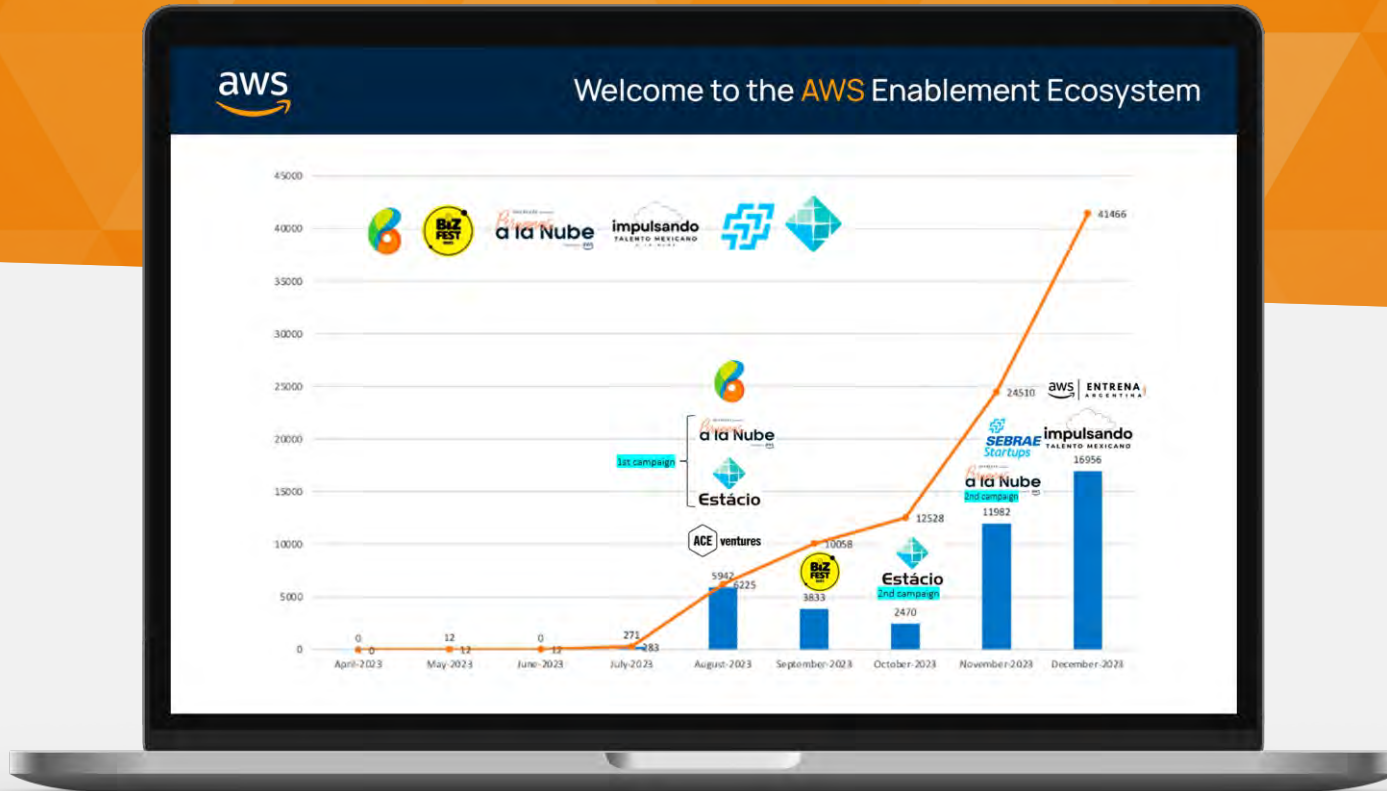 aws
Welcome to the AWS Enablement Ecosystem
45000
40000
35000
30000
25000
20000
15000
10000
5000
0
BIZ
FEST
a la Nube
aws
impulsando
TALENTO MEXICANO
A LA NUBE
41466
24510
aws ENTRENA
ARGENTINA
a la Nube
1st campaign
Estácio
ACE ventures
SEBRAE
Startups
impulsando
TALENTO MEXICANO
16956
a la Nube
2nd campaign
11982
12528
10058
BIZ
FEST
3833
Estácio
2nd campaign
2470
5942
6225
0
0
12
12
0
12
271
283
April-2023
May-2023
June-2023
July-2023
August-2023
September-2023
October-2023
November-2023
December-2023